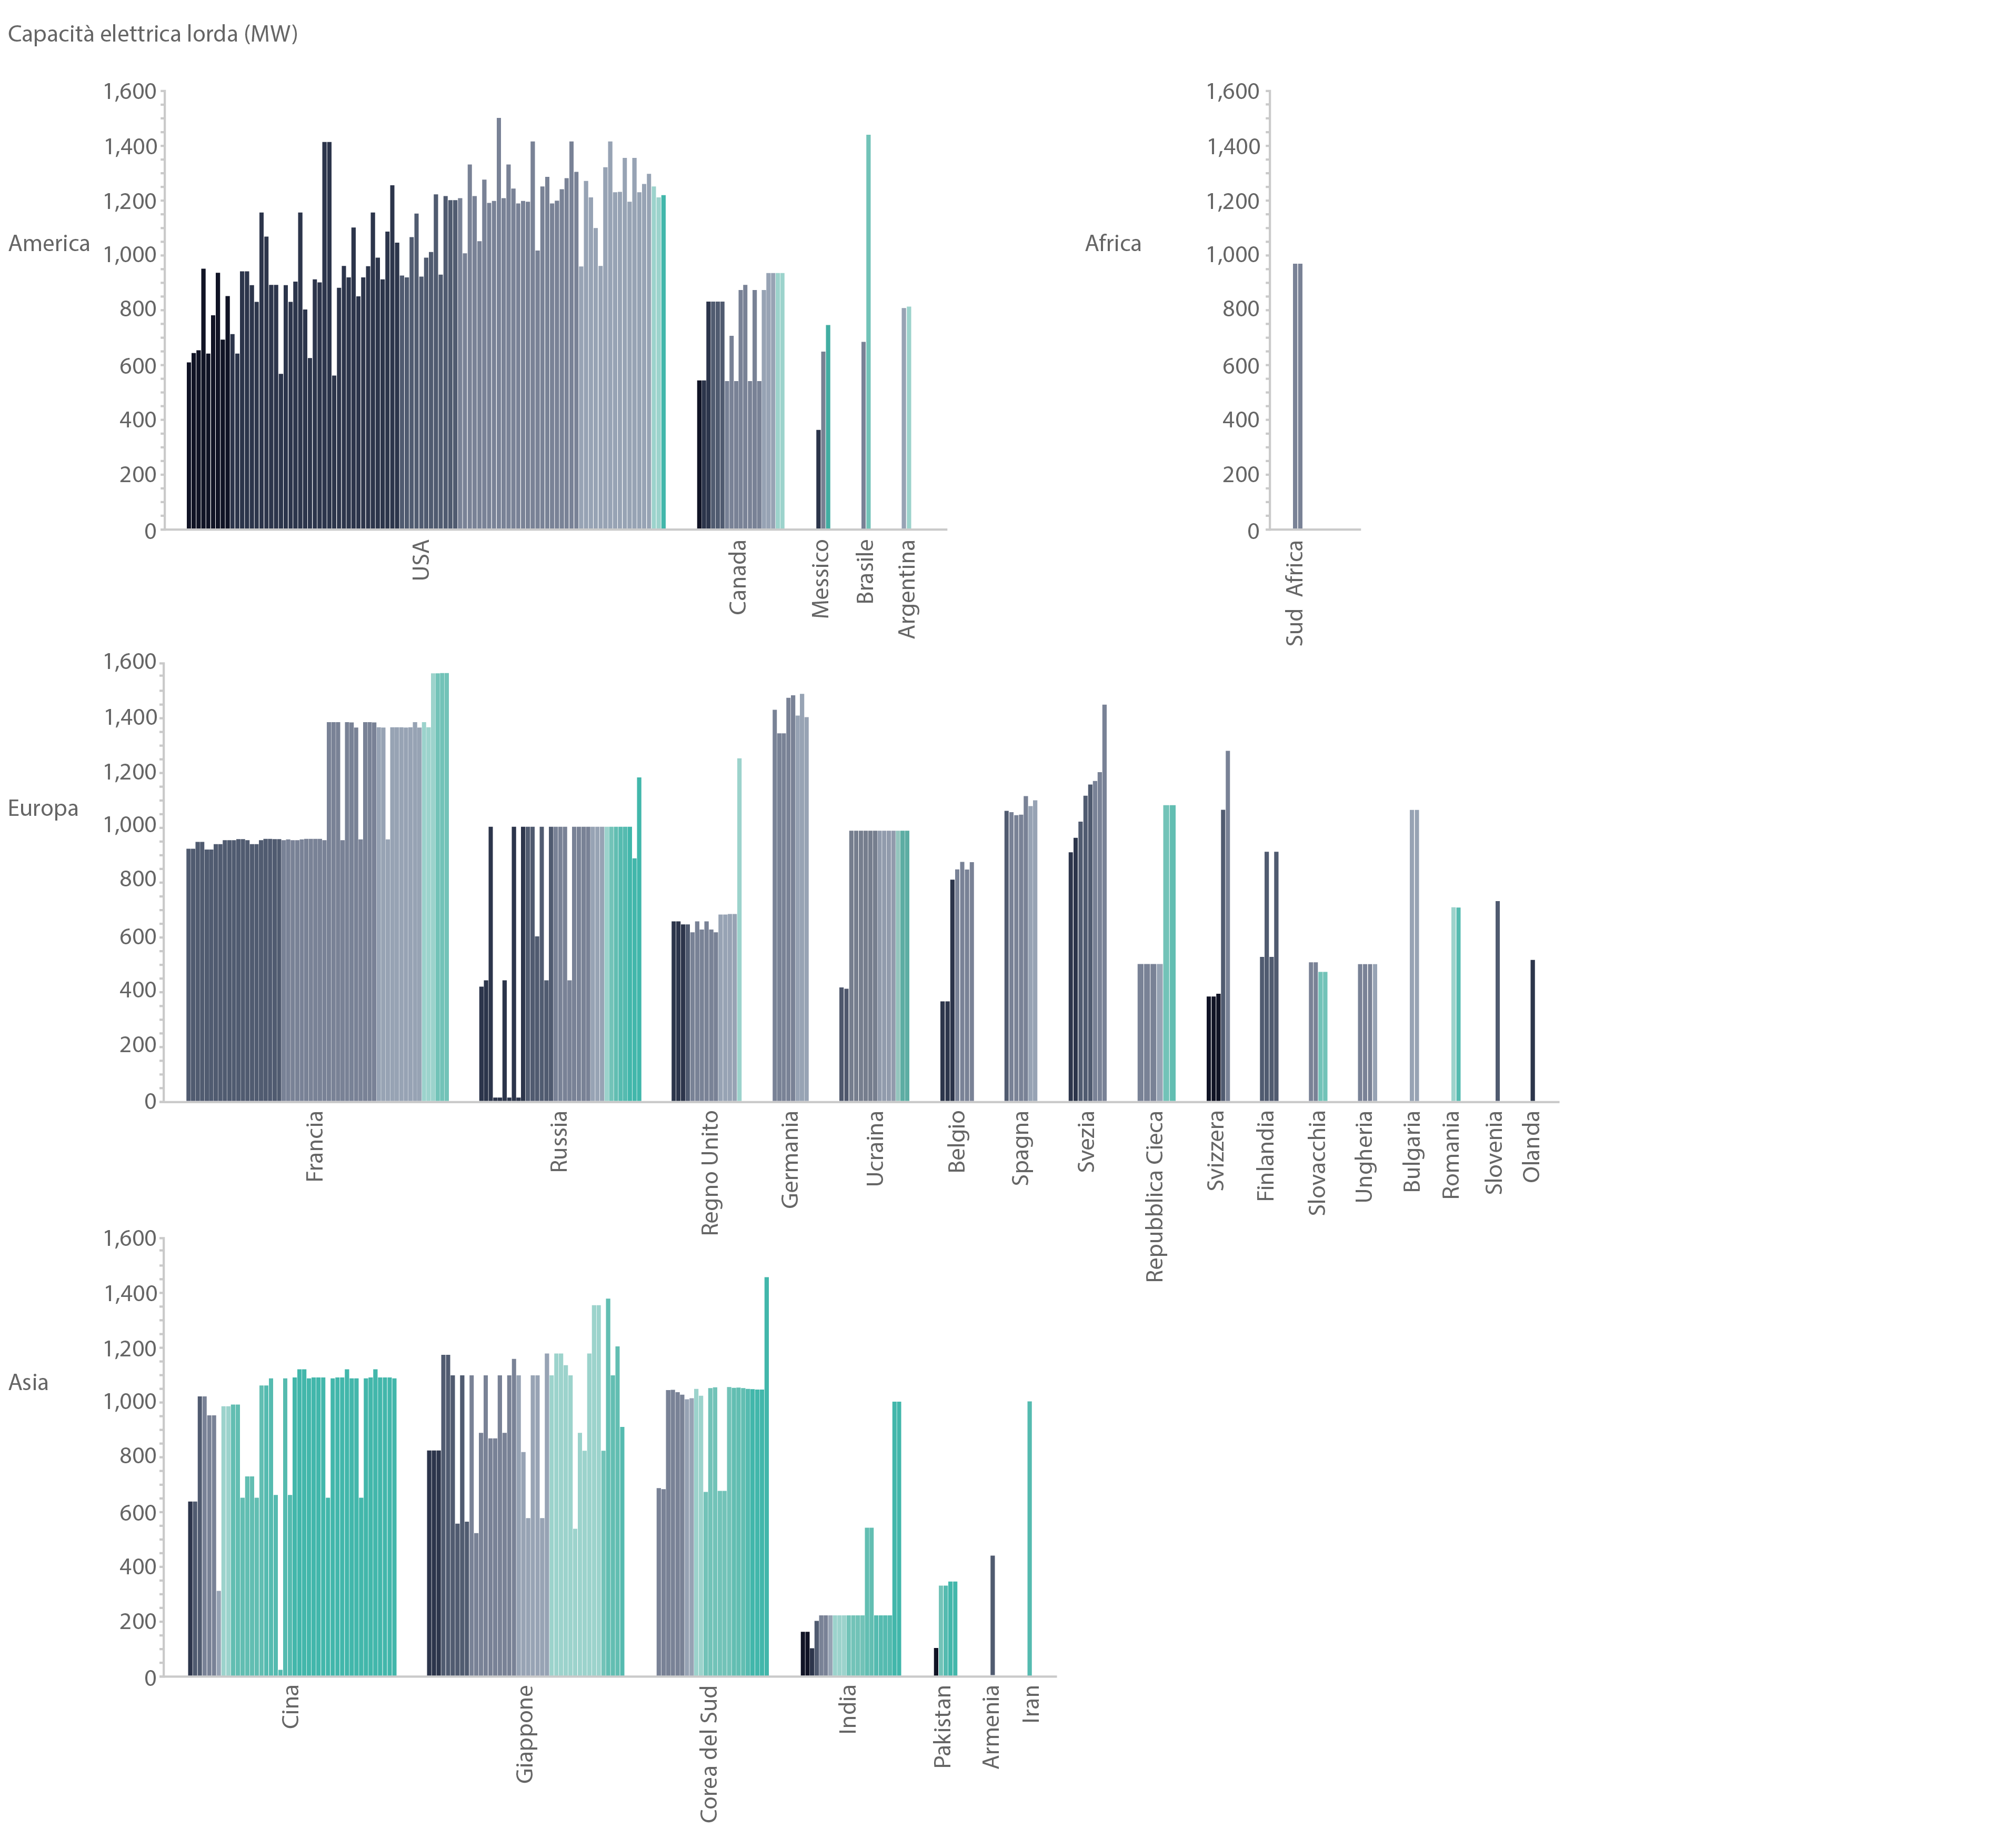 Capacità elettrica lorda (MW)
America
1,600
1,400
1,200
1,000
800
600
400
200
0
USA
Canada
Messico
Brasile
Argentina
Africa
1,600
1,400
1,200
1,000
800
600
400
200
0
Sud Africa
Europa
1,600
1,400
1,200
1,000
800
600
400
200
0
Francia
Russia
Regno Unito
Germania
Ucraina
Belgio
Spagna
Svezia
Repubblica Cieca
Svizzera
Finlandia
Slovacchia
Ungheria
Bulgaria
Romania
Slovenia
Olanda
Asia
1,600
1,400
1,200
1,000
800
600
400
200
0
Cina
Giappone
Corea del Sud
India
Pakistan
Armenia
Iran